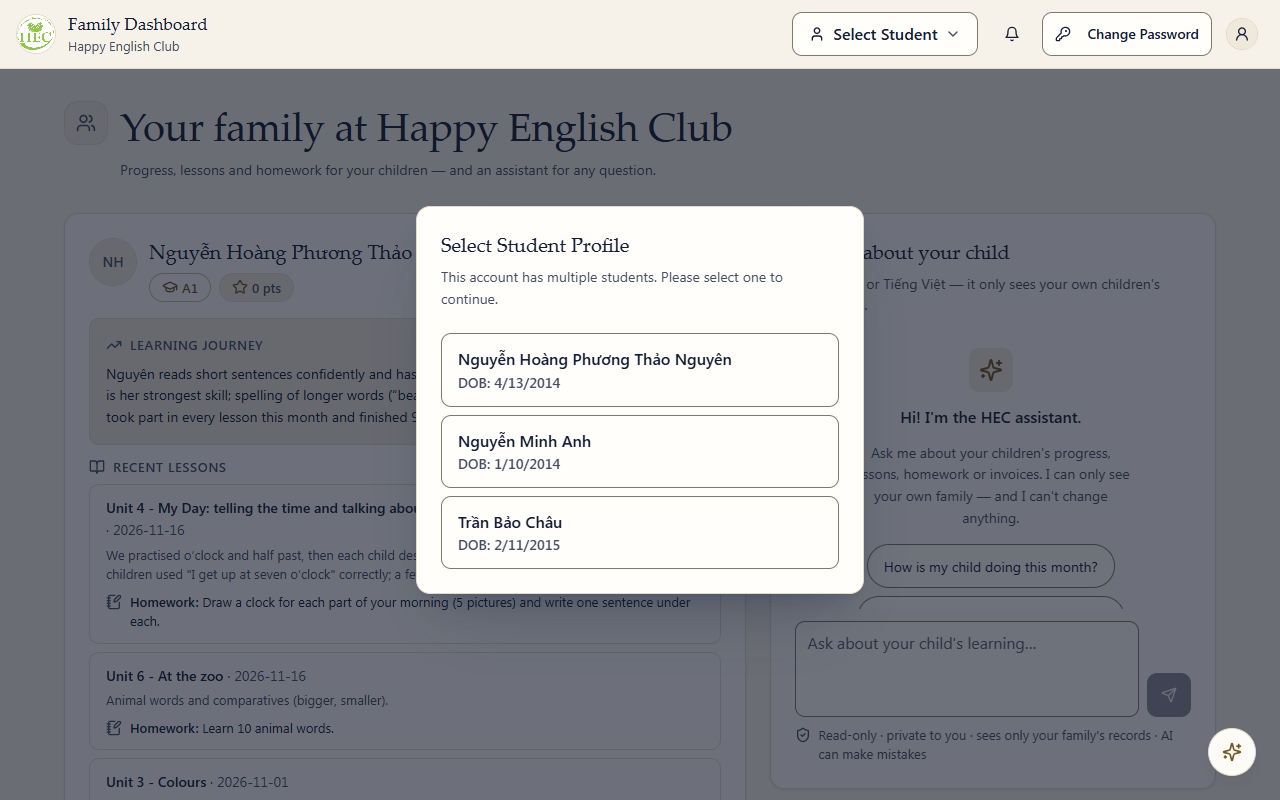 HEC
Family Dashboard
Happy English Club
Select Student
Change Password
Your family at Happy English Club
Progress, lessons and homework for your children — and an assistant for any question.
NH
Nguyễn Hoàng Phương Thảo
A1
0 pts
LEARNING JOURNEY
Nguyên reads short sentences confidently and has
is her strongest skill; spelling of longer words ("bea
took part in every lesson this month and finished 9
RECENT LESSONS
Unit 4 - My Day: telling the time and talking abou
· 2026-11-16
We practised o'clock and half past, then each child des
children used "I get up at seven o'clock" correctly; a fe
Homework: Draw a clock for each part of your morning (5 pictures) and write one sentence under
each.
Unit 6 - At the zoo · 2026-11-16
Animal words and comparatives (bigger, smaller).
Homework: Learn 10 animal words.
Unit 3 - Colours · 2026-11-01
Select Student Profile
This account has multiple students. Please select one to
continue.
Nguyễn Hoàng Phương Thảo Nguyên
DOB: 4/13/2014
Nguyễn Minh Anh
DOB: 1/10/2014
Trần Bảo Châu
DOB: 2/11/2015
about your child
or Tiếng Việt — it only sees your own children's
Hi! I'm the HEC assistant.
Ask me about your children's progress,
ssons, homework or invoices. I can only see
your own family — and I can't change
anything.
How is my child doing this month?
Ask about your child's learning...
Read-only · private to you · sees only your family's records · AI
can make mistakes